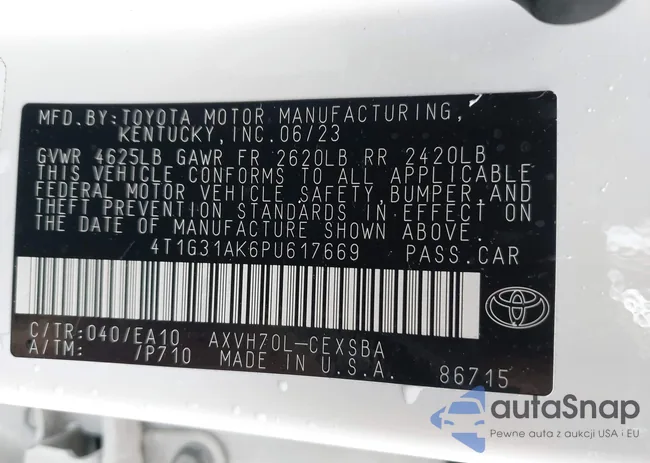 MFD.BY:TOYOTA MOTOR MANUFACTURING,
KENTUCKY,INC.06/23
GVWR 4625LB GAWR FR 2620LB RR 2420LB
THIS VEHICLE CONFORMS TO ALL APPLICABLE
FEDERAL MOTOR VEHICLE SAFETY,BUMPER,AND
THEFT PREVENTION STANDARDS IN EFFECT ON
THE DATE OF MANUFACTURE SHOWN ABOVE.
4T1G31AK6PU617669 PASS.CAR
C/TR:040/EA10 AXVH70L-CEXSBA
A/TM: /P710 MADE IN U.S.A. 86715
autaSnap
Pewne auta z aukcji USA i EU